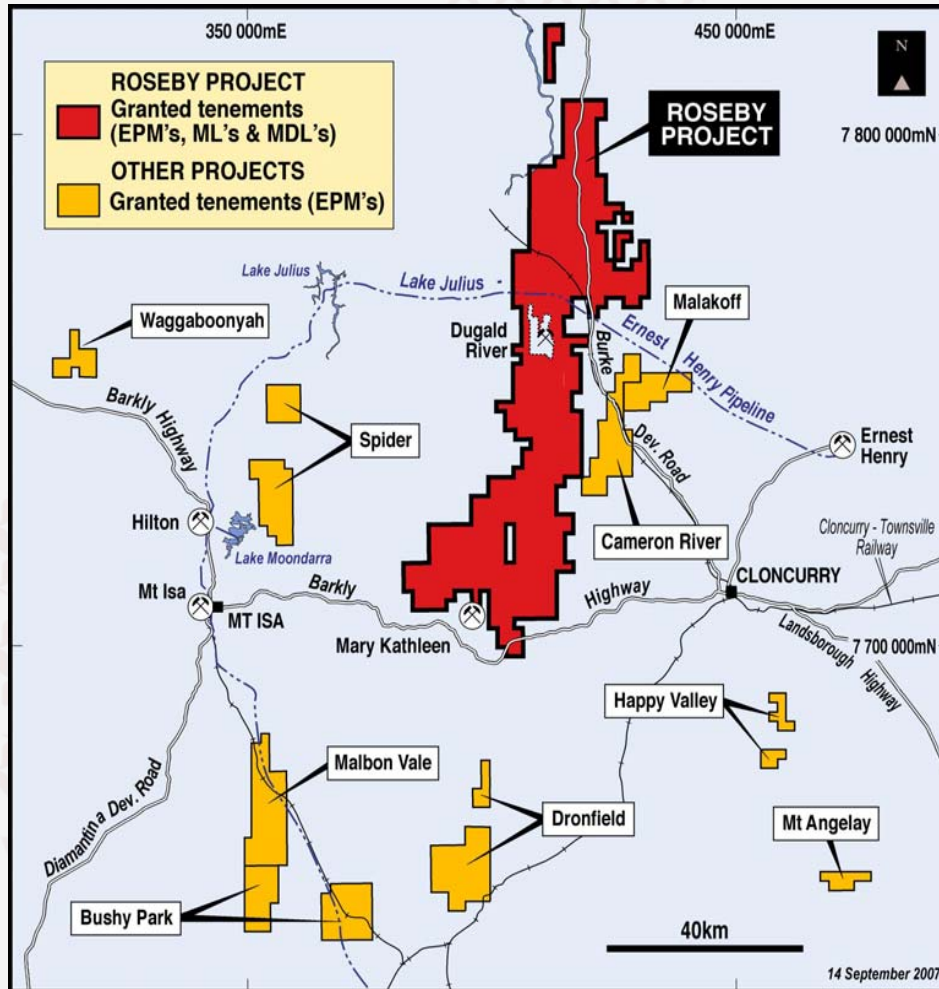 350 000mE
450 000mE
N
ROSEBY PROJECT
Granted tenements
(EPM's, ML's & MDL's)
OTHER PROJECTS
Granted tenements (EPM's)
ROSEBY
PROJECT
7 800 000mN
Lake Julius
Lake Julius -
Ernest Henry Pipeline
Waggaboonyah
Dugald
River
Malakoff
Burke
Dev. Road
Barkly Highway
Spider
Ernest
Henry
Hilton
Lake Moondarra
Cameron River
Cloncurry - Townsville
Railway
CLONCURRY
Mt Isa
MT ISA
Barkly
Highway
Mary Kathleen
7 700 000mN
Landsborough
Highway
Happy Valley
Malbon Vale
Diamantina Dev. Road
Dronfield
Mt Angelay
Bushy Park
40km
14 September 2007